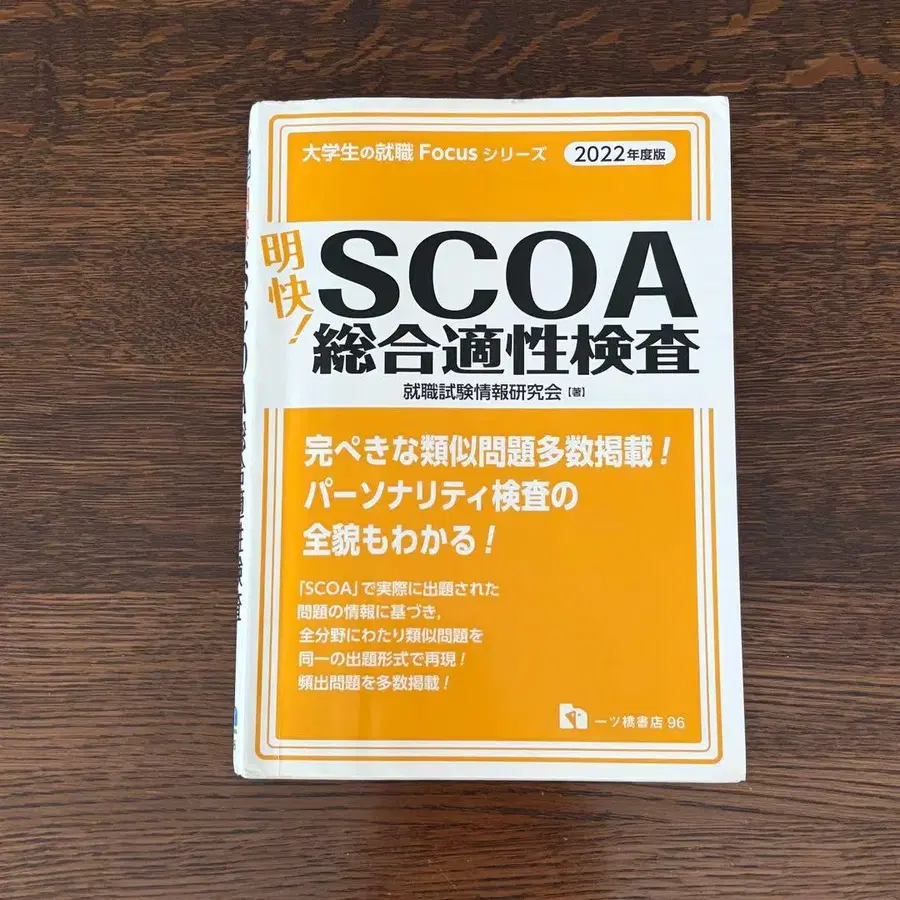 大学生の就職 Focus シリーズ 2022年度版
明快!
SCOA
総合適性検査
就職試験情報研究会【著】
完ぺきな類似問題多数掲載!
パーソナリティ検査の
全貌もわかる!
「SCOA」で実際に出題された
問題の情報に基づき,
全分野にわたり類似問題を
同一の出題形式で再現!
頻出問題を多数掲載!
一ツ橋書店 96